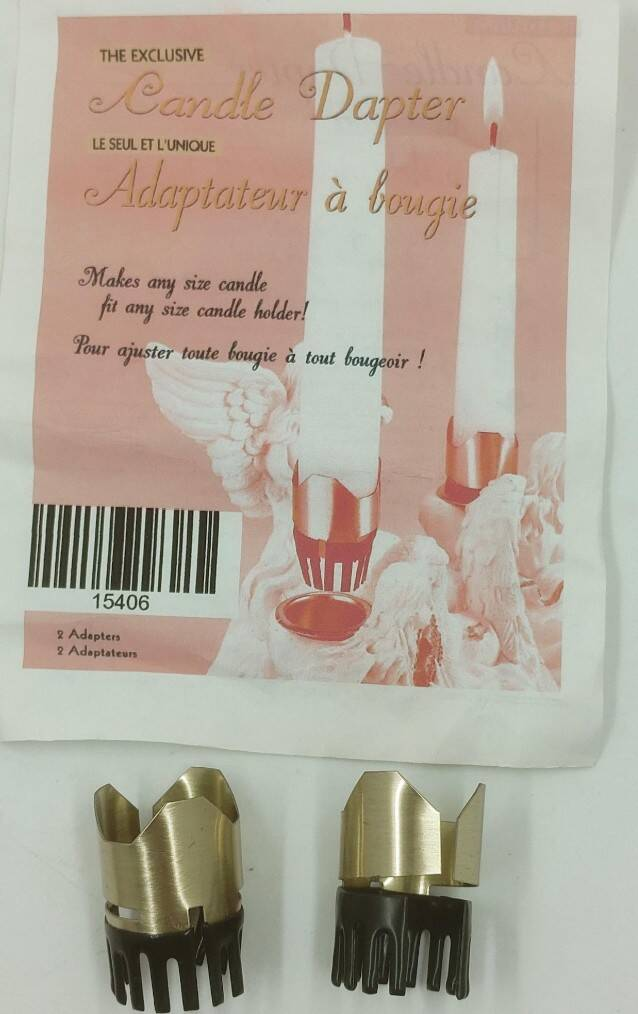 THE EXCLUSIVE
Candle Dapter
LE SEUL ET L'UNIQUE
Adaptateur à bougie
Makes any size candle
fit any size candle holder!
Pour ajuster toute bougie à tout bougeoir !
15406
2 Adapters
2 Adaptateurs